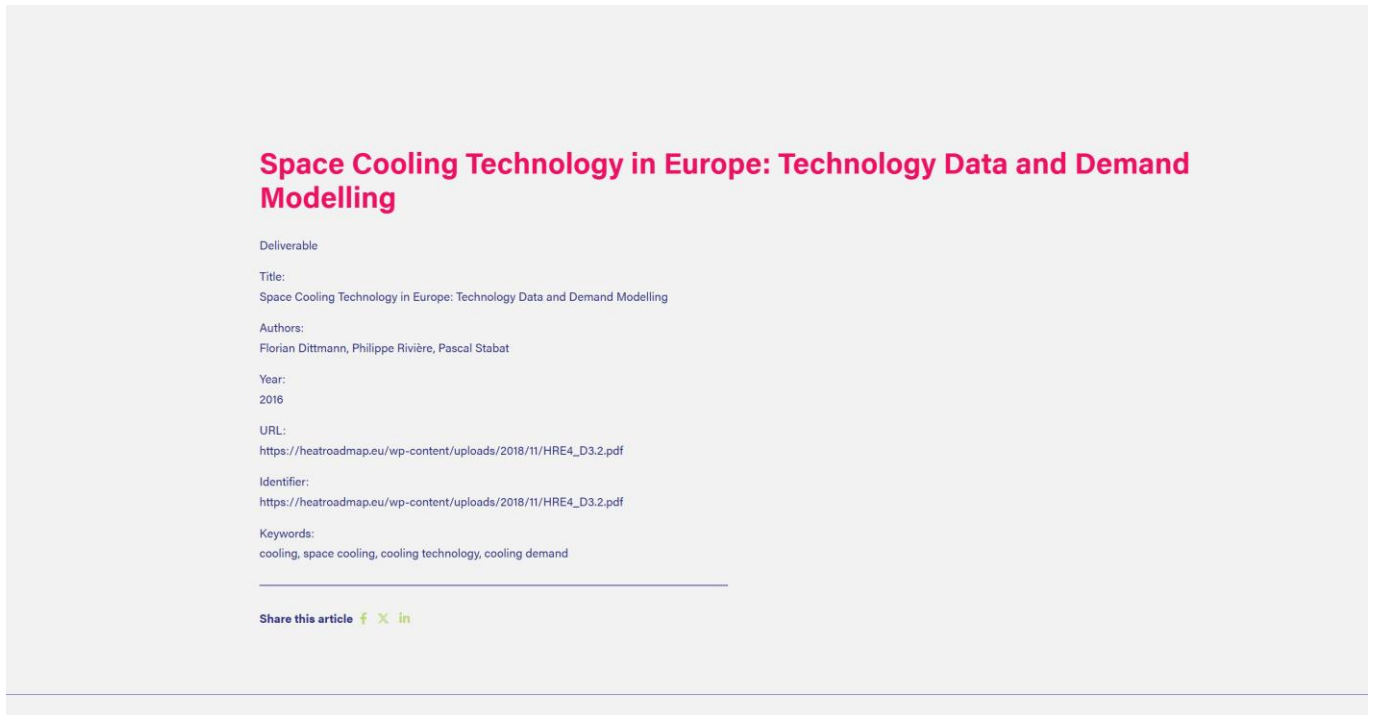 Space Cooling Technology in Europe: Technology Data and Demand
Modelling
Deliverable
Title:
Space Cooling Technology in Europe: Technology Data and Demand Modelling
Authors:
Florian Dittmann, Philippe Rivière, Pascal Stabat
Year:
2016
URL:
https://heatroadmap.eu/wp-content/uploads/2018/11/HRE4_D3.2.pdf
Identifier:
https://heatroadmap.eu/wp-content/uploads/2018/11/HRE4_D3.2.pdf
Keywords:
cooling, space cooling, cooling technology, cooling demand
Share this article f X in